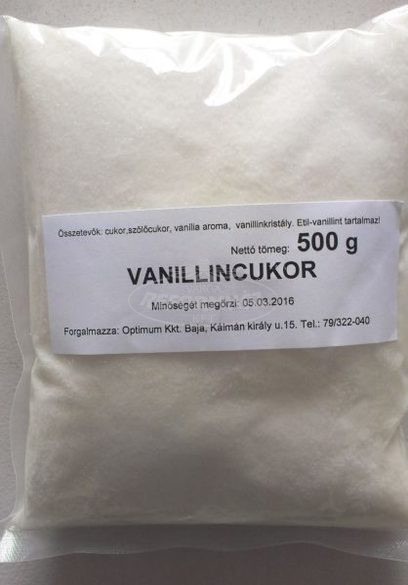 Összetevők: cukor,szőlőcukor, vanília aroma, vanillinkristály. Etil-vanillint tartalmaz!
Nettó tömeg: 500 g
VANILLINCUKOR
Minőségét megőrzi: 05.03.2016
Forgalmazza: Optimum Kkt. Baja, Kálmán király u.15. Tel.: 79/322-040